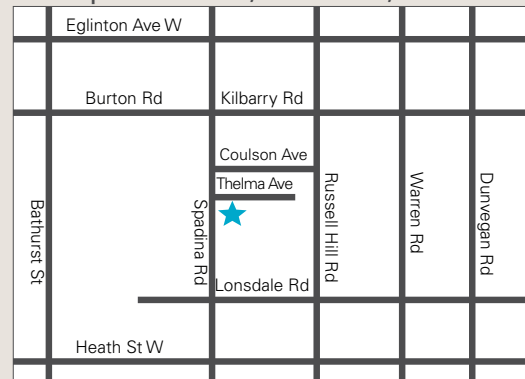 Eglinton Ave W
Burton Rd
Kilbarry Rd
Coulson Ave
Thelma Ave
Bathurst St
Spadina Rd
Russell Hill Rd
Warren Rd
Dunvegan Rd
Lonsdale Rd
Heath St W